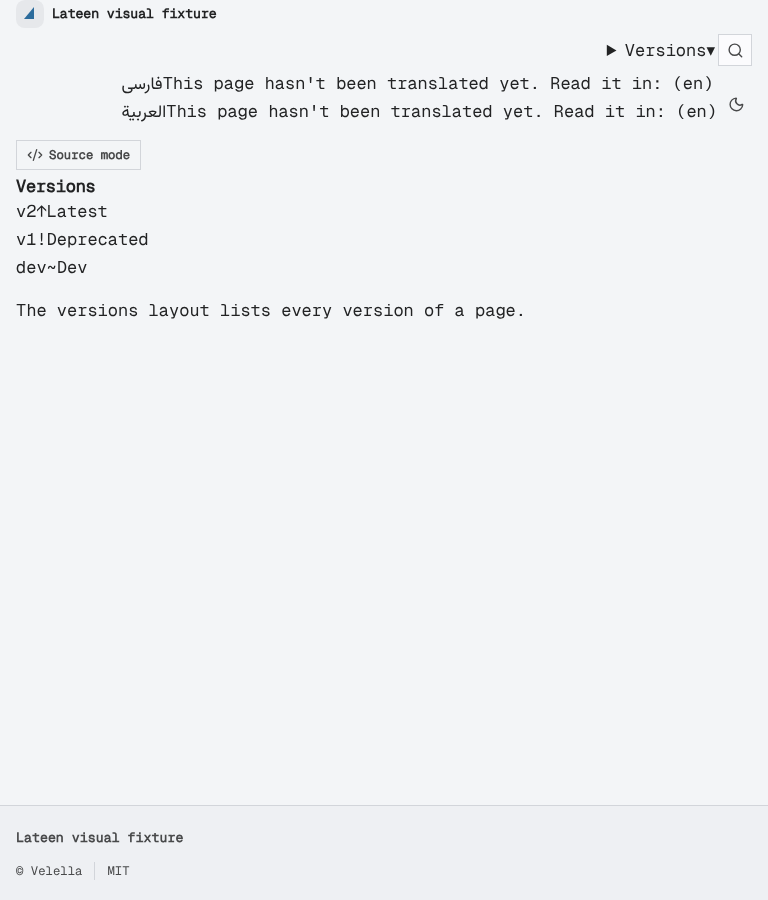 Lateen visual fixture
▶ Versions▾
فارسیThis page hasn't been translated yet. Read it in: (en)
العربيةThis page hasn't been translated yet. Read it in: (en)
</> Source mode
Versions
v2↑Latest
v1!Deprecated
dev~Dev
The versions layout lists every version of a page.
Lateen visual fixture
© Velella
MIT